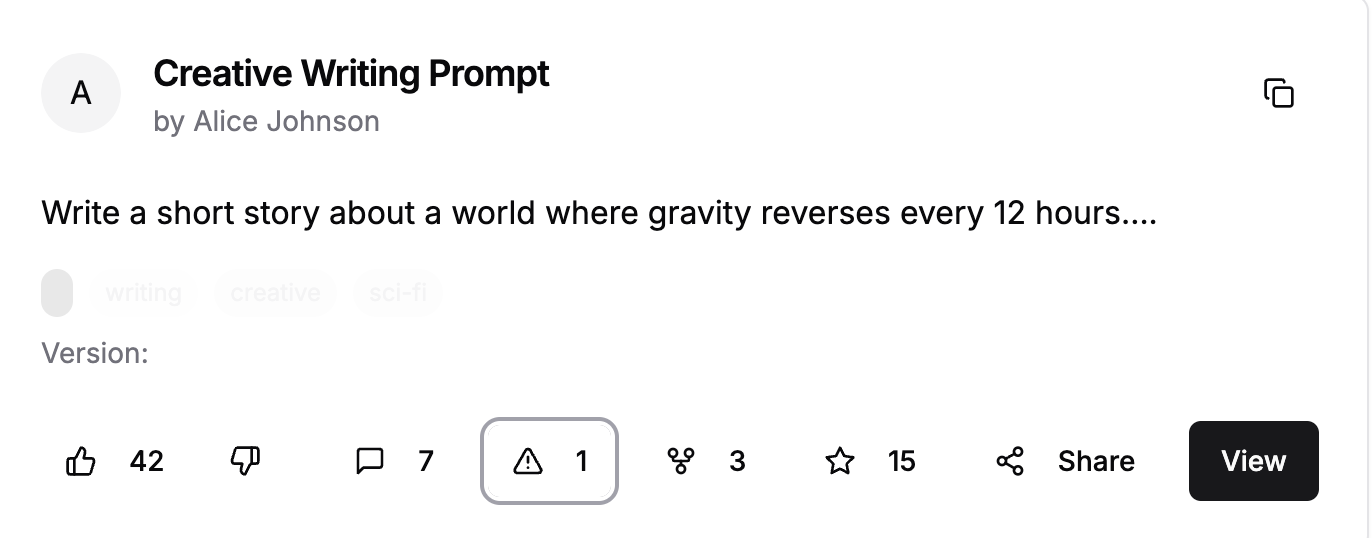 A
Creative Writing Prompt
by Alice Johnson
Write a short story about a world where gravity reverses every 12 hours....
writing creative sci-fi
Version:
42 7 1 3 15 Share View